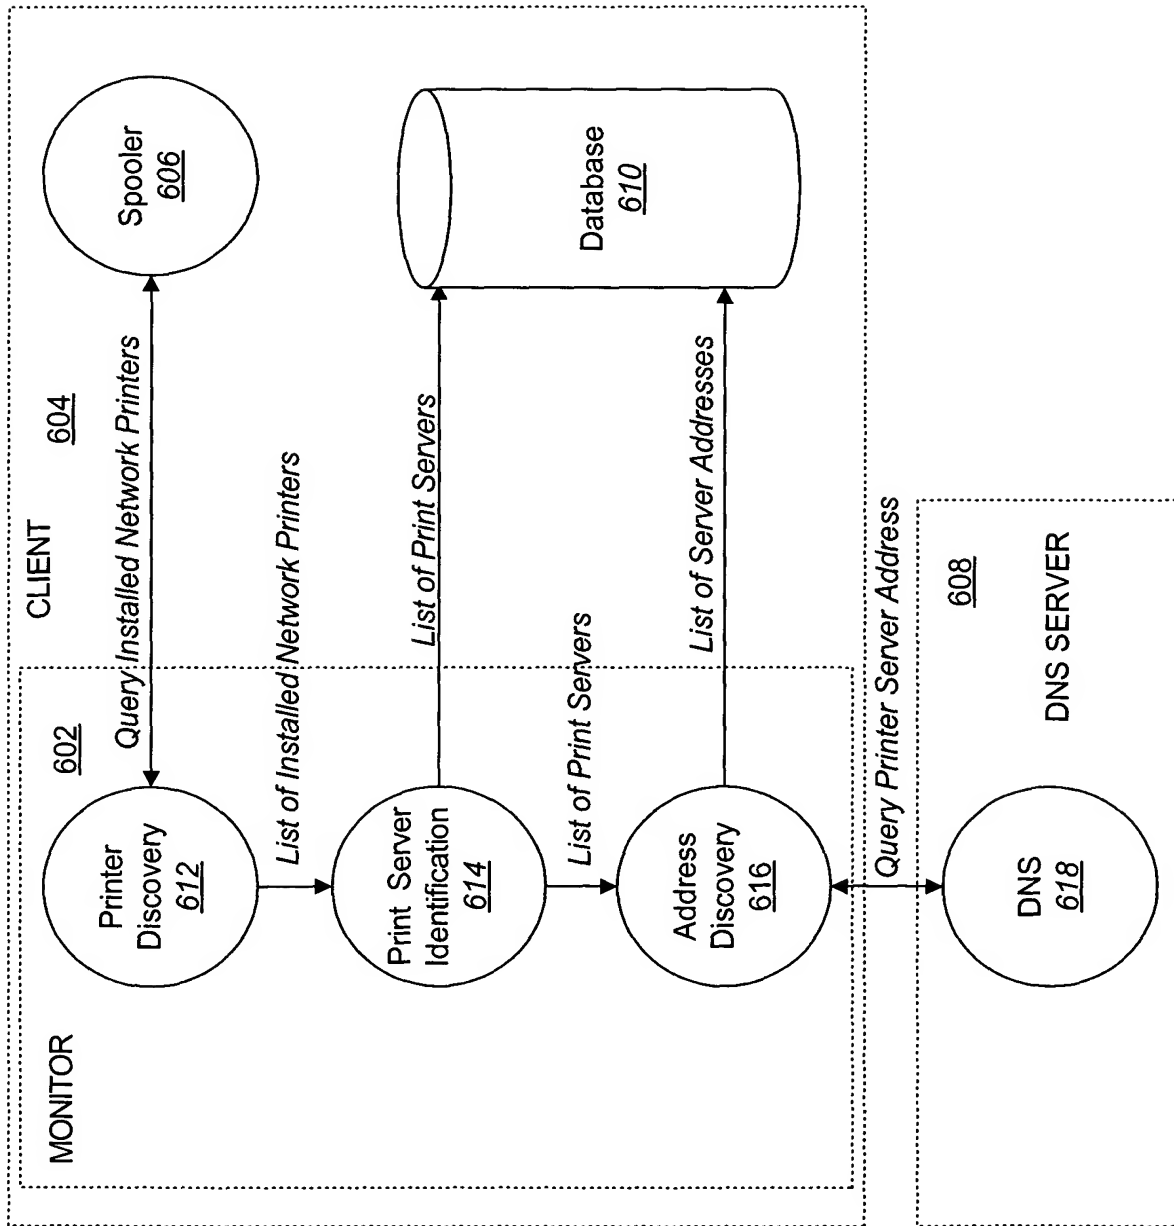 CLIENT
604
MONITOR
602
Printer
Discovery
612
Query Installed Network Printers
Spooler
606
List of Installed Network Printers
Print Server
Identification
614
List of Print Servers
Database
610
List of Print Servers
Address
Discovery
616
List of Server Addresses
Query Printer Server Address
608
DNS
618
DNS SERVER